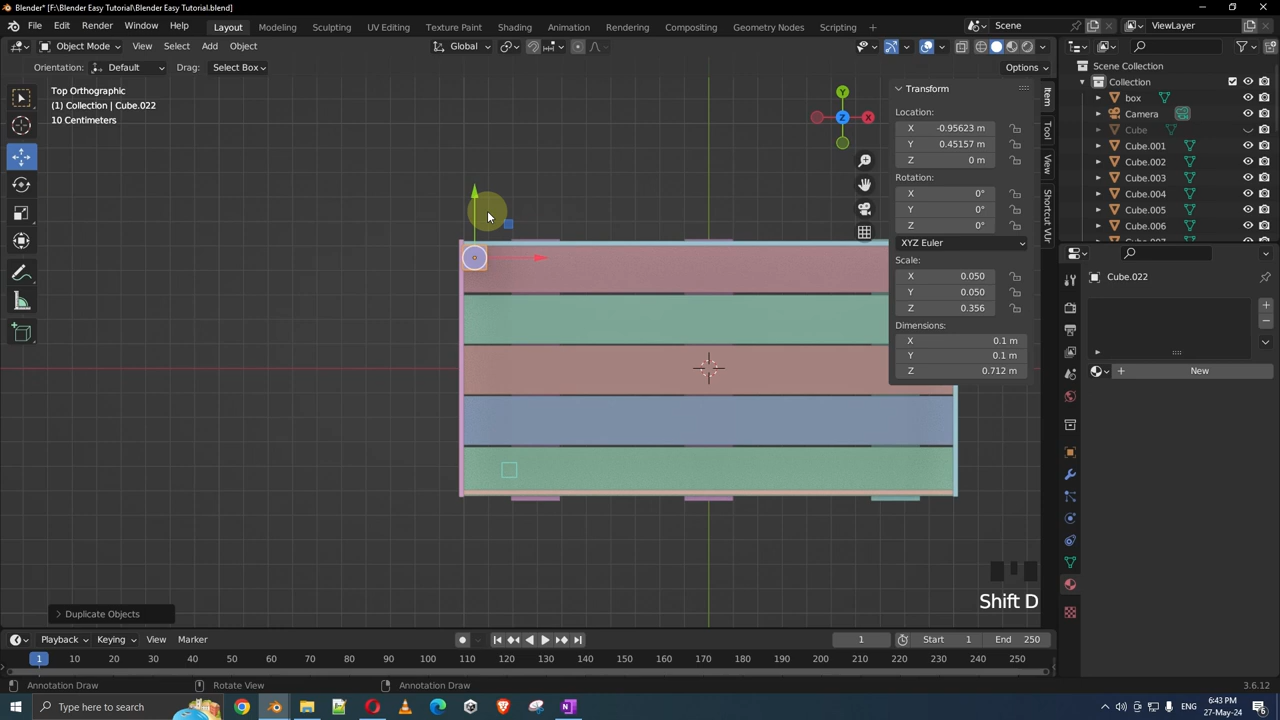 Blender* [F:\Blender Easy Tutorial\Blender Easy Tutorial.blend]
File Edit Render Window Help Layout Modeling Sculpting UV Editing Texture Paint Shading Animation Rendering Compositing Geometry Nodes Scripting Scene ViewLayer
Object Mode View Select Add Object Global
Orientation: Default Drag: Select Box Options
Top Orthographic
(1) Collection | Cube.022
10 Centimeters
Y
Z
X
Transform
Location:
X -0.95623 m
Y 0.45157 m
Z 0 m
Rotation:
X 0°
Y 0°
Z 0°
XYZ Euler
Scale:
X 0.050
Y 0.050
Z 0.356
Dimensions:
X 0.1 m
Y 0.1 m
Z 0.712 m
Item
Tool
View
Shortcut VUr
Scene Collection
Collection
box
Camera
Cube
Cube.001
Cube.002
Cube.003
Cube.004
Cube.005
Cube.006
Cube.022
New
Shift D
Duplicate Objects
Playback Keying View Marker 1 Start 1 End 250
1 10 20 30 40 50 60 70 80 90 100 110 120 130 140 150 160 170 180 190 200 210 220 230 240 250
Annotation Draw Rotate View Annotation Draw 3.6.12
Type here to search
ENG
6:43 PM
27-May-24